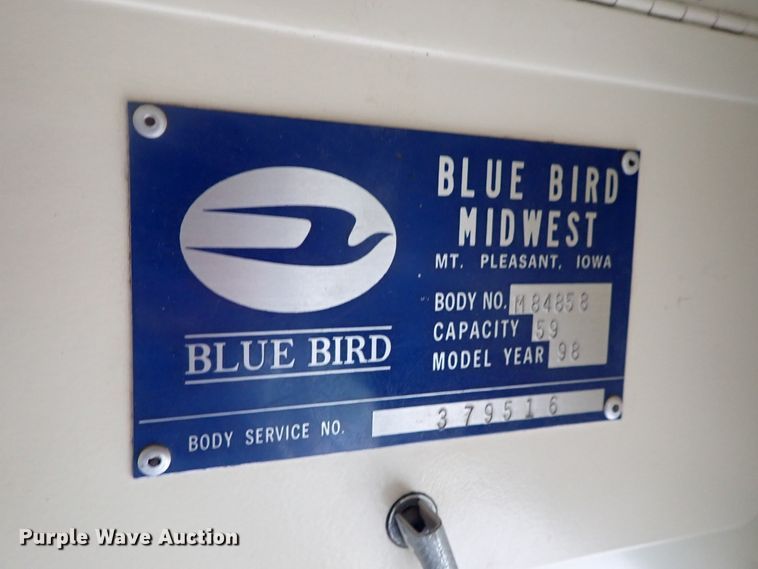 BLUE BIRD
MIDWEST
MT. PLEASANT, IOWA
BODY NO. M84858
CAPACITY 59
MODEL YEAR 98
BLUE BIRD
BODY SERVICE NO. 379516
Purple Wave Auction®